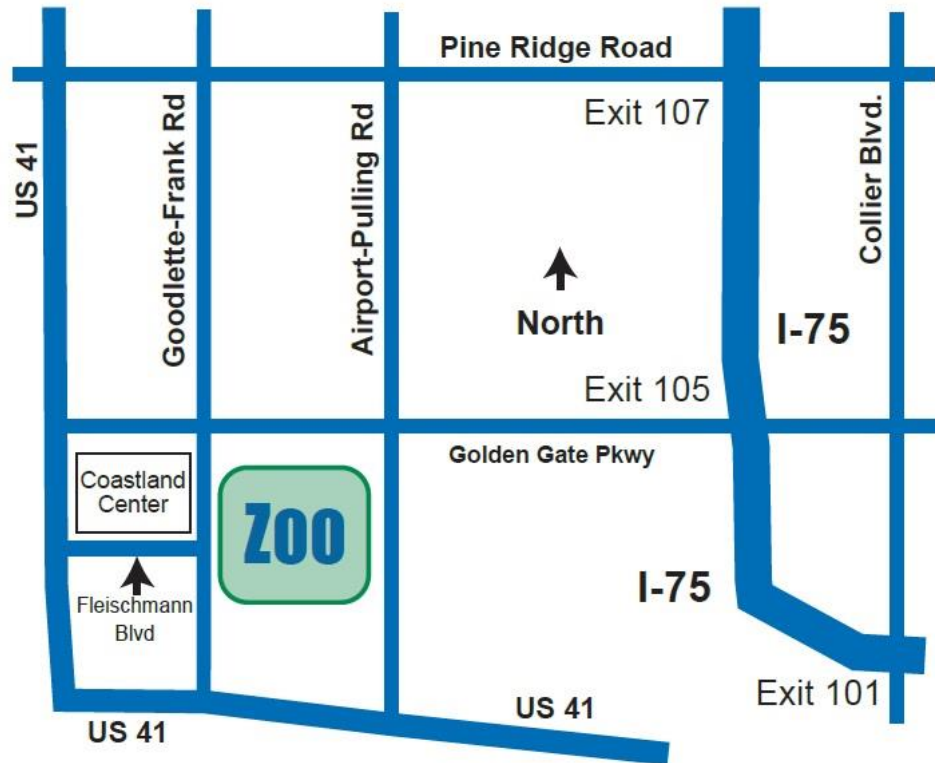 Pine Ridge Road
US 41
Goodlette-Frank Rd
Airport-Pulling Rd
Exit 107
Collier Blvd.
North
I-75
Exit 105
Golden Gate Pkwy
Coastland
Center
Zoo
Fleischmann
Blvd
I-75
Exit 101
US 41
US 41